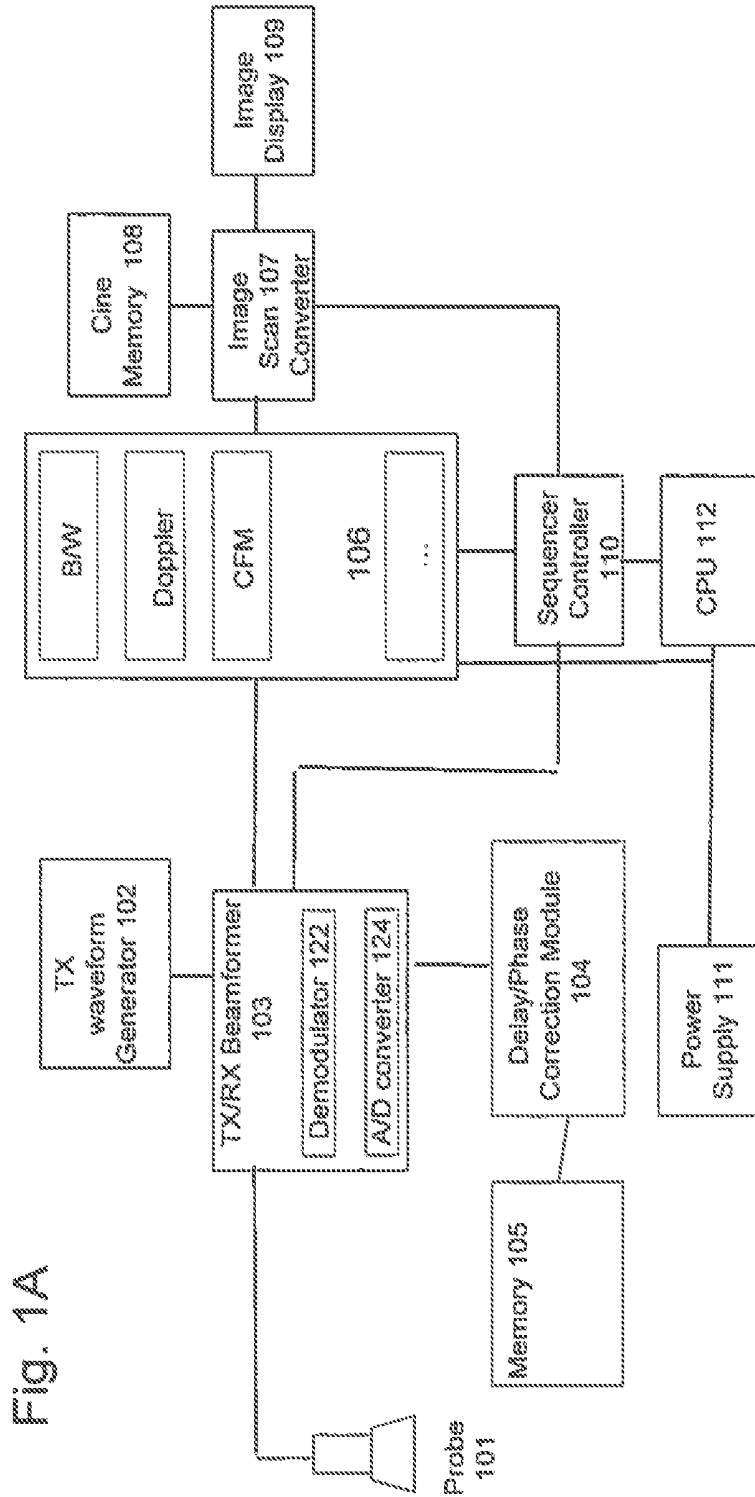 Fig. 1A
Probe
101
TX
waveform
Generator 102
TX/RX Beamformer
103
Demodulator 122
A/D converter 124
Delay/Phase
Correction Module
104
Memory 105
B/W
Doppler
CFM
106
...
Cine
Memory 108
Image
Scan 107
Converter
Image
Display 109
Sequencer
Controller
110
Power
Supply 111
CPU 112